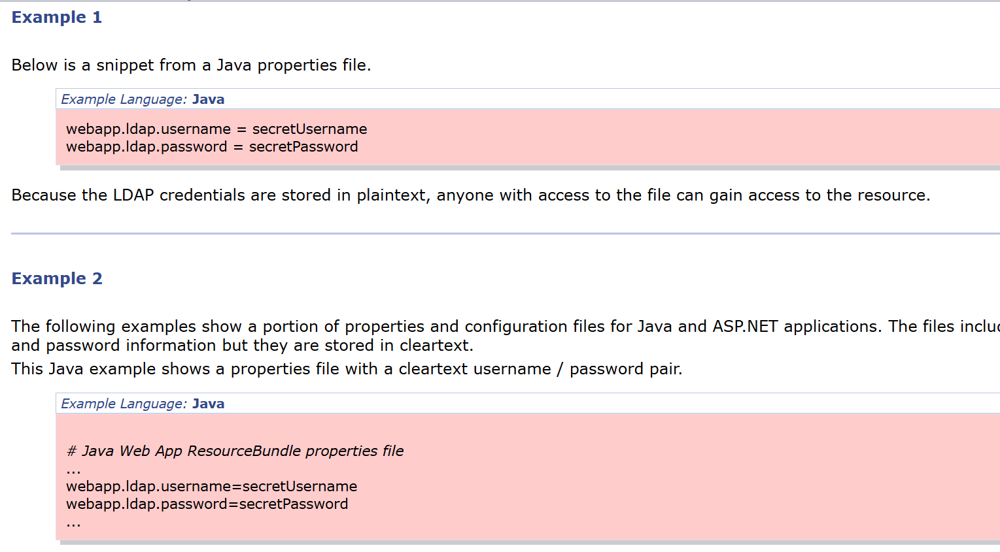 Example 1
Below is a snippet from a Java properties file.
Example Language: Java
webapp.ldap.username = secretUsername
webapp.ldap.password = secretPassword
Because the LDAP credentials are stored in plaintext, anyone with access to the file can gain access to the resource.
Example 2
The following examples show a portion of properties and configuration files for Java and ASP.NET applications. The files
and password information but they are stored in cleartext.
This Java example shows a properties file with a cleartext username / password pair.
Example Language: Java
# Java Web App ResourceBundle properties file
...
webapp.ldap.username=secretUsername
webapp.ldap.password=secretPassword
...